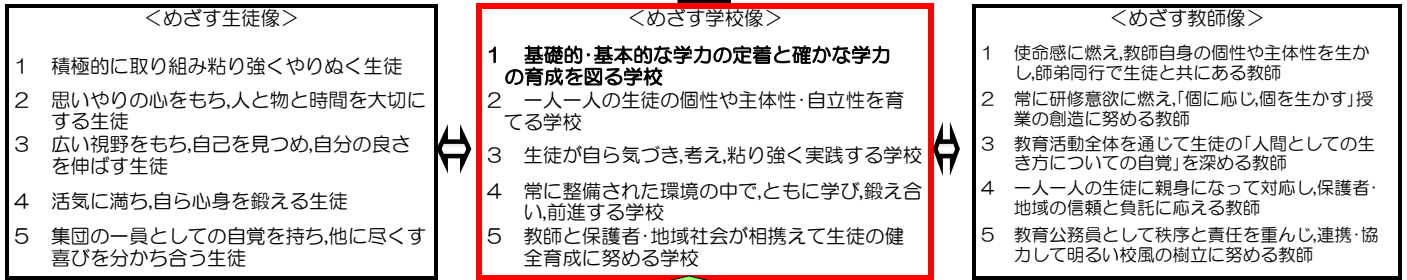 ＜めざす生徒像＞
1　積極的に取り組み粘り強くやりぬく生徒
2　思いやりの心をもち,人と物と時間を大切に
する生徒
3　広い視野をもち,自己を見つめ,自分の良さ
を伸ばす生徒
4　活気に満ち,自ら心身を鍛える生徒
5　集団の一員としての自覚を持ち,他に尽くす
喜びを分かち合う生徒
＜めざす学校像＞
1　基礎的･基本的な学力の定着と確かな学力
の育成を図る学校
2　一人一人の生徒の個性や主体性･自立性を育
てる学校
3　生徒が自ら気づき,考え,粘り強く実践する学校
4　常に整備された環境の中で,ともに学び,鍛え合
い,前進する学校
5　教師と保護者･地域社会が相携えて生徒の健
全育成に努める学校
＜めざす教師像＞
1　使命感に燃え,教師自身の個性や主体性を生か
し,師弟同行で生徒と共にある教師
2　常に研修意欲に燃え,｢個に応じ,個を生かす｣授
業の創造に努める教師
3　教育活動全体を通じて生徒の｢人間としての生
き方についての自覚｣を深める教師
4　一人一人の生徒に親身になって対応し,保護者･
地域の信頼と負託に応える教師
5　教育公務員として秩序と責任を重んじ,連携･協
力して明るい校風の樹立に努める教師